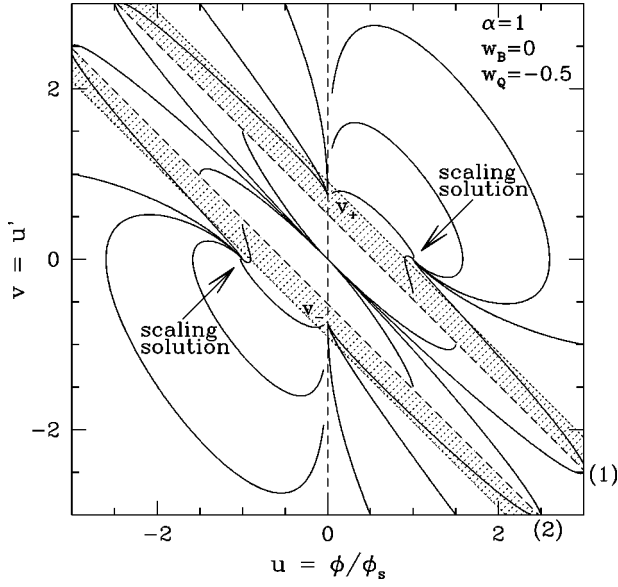 α=1
w_B=0
w_Q=−0.5
2
scaling
solution
v_+
0
v = u'
v_−
scaling
solution
−2
(1)
(2)
−2
0
2
u = ϕ/ϕ_s